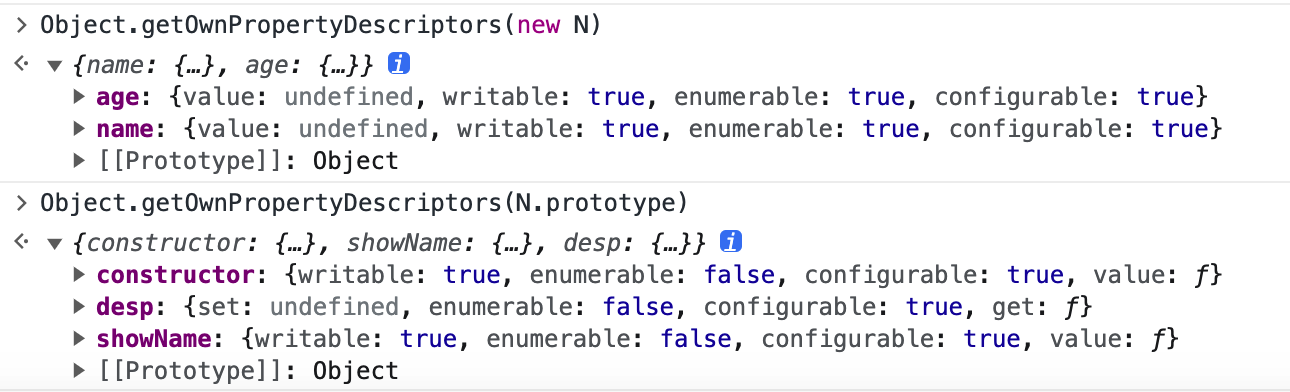 > Object.getOwnPropertyDescriptors(new N)
<· ▼ {name: {…}, age: {…}} i
▶ age: {value: undefined, writable: true, enumerable: true, configurable: true}
▶ name: {value: undefined, writable: true, enumerable: true, configurable: true}
▶ [[Prototype]]: Object
> Object.getOwnPropertyDescriptors(N.prototype)
<· ▼ {constructor: {…}, showName: {…}, desp: {…}} i
▶ constructor: {writable: true, enumerable: false, configurable: true, value: ƒ}
▶ desp: {set: undefined, enumerable: false, configurable: true, get: ƒ}
▶ showName: {writable: true, enumerable: false, configurable: true, value: ƒ}
▶ [[Prototype]]: Object